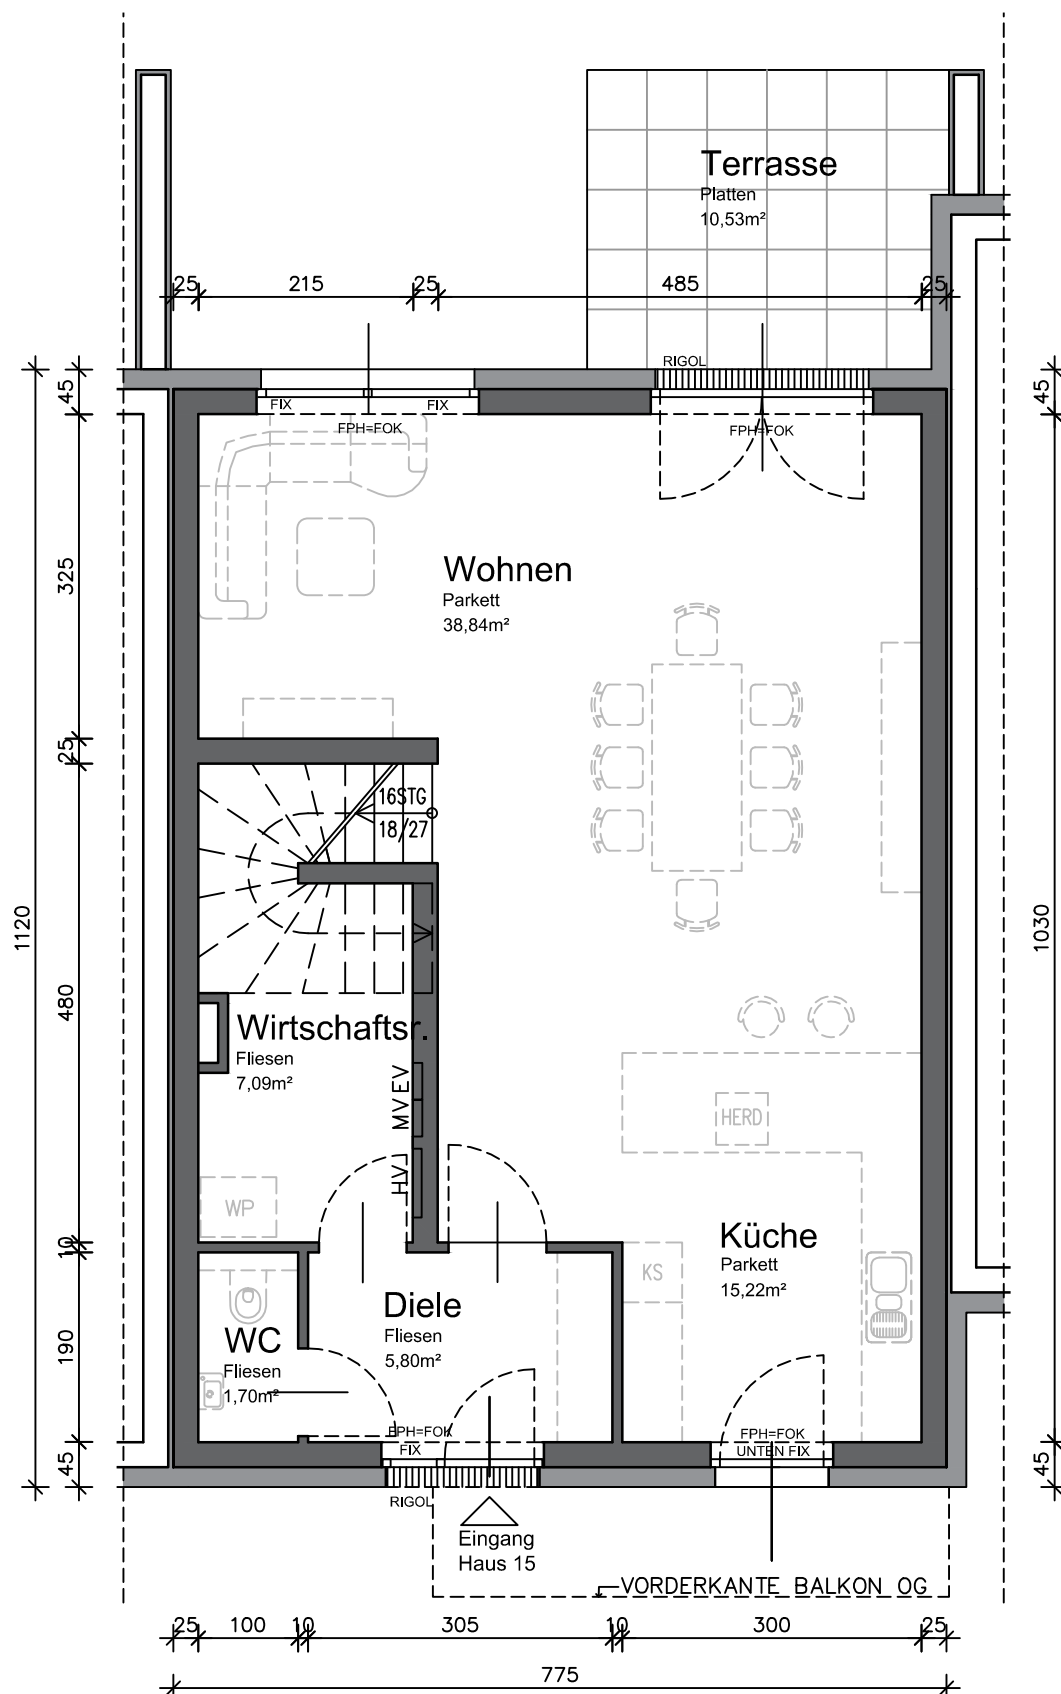 Terrasse
Platten
10,53m²
25
215
25
485
25
RIGOL
45
45
FIX
FIX
FPH=FOK
FPH=FOK
325
Wohnen
Parkett
38,84m²
25
16STG
18/27
1120
1030
480
Wirtschaftsr.
Fliesen
7,09m²
EV
MV
HV
HERD
WP
10
Küche
Parkett
15,22m²
KS
Diele
Fliesen
5,80m²
190
WC
Fliesen
1,70m²
FPH=FOK
FIX
FPH=FOK
UNTEN FIX
45
45
RIGOL
Eingang
Haus 15
VORDERKANTE BALKON OG
25
100
10
305
10
300
25
775